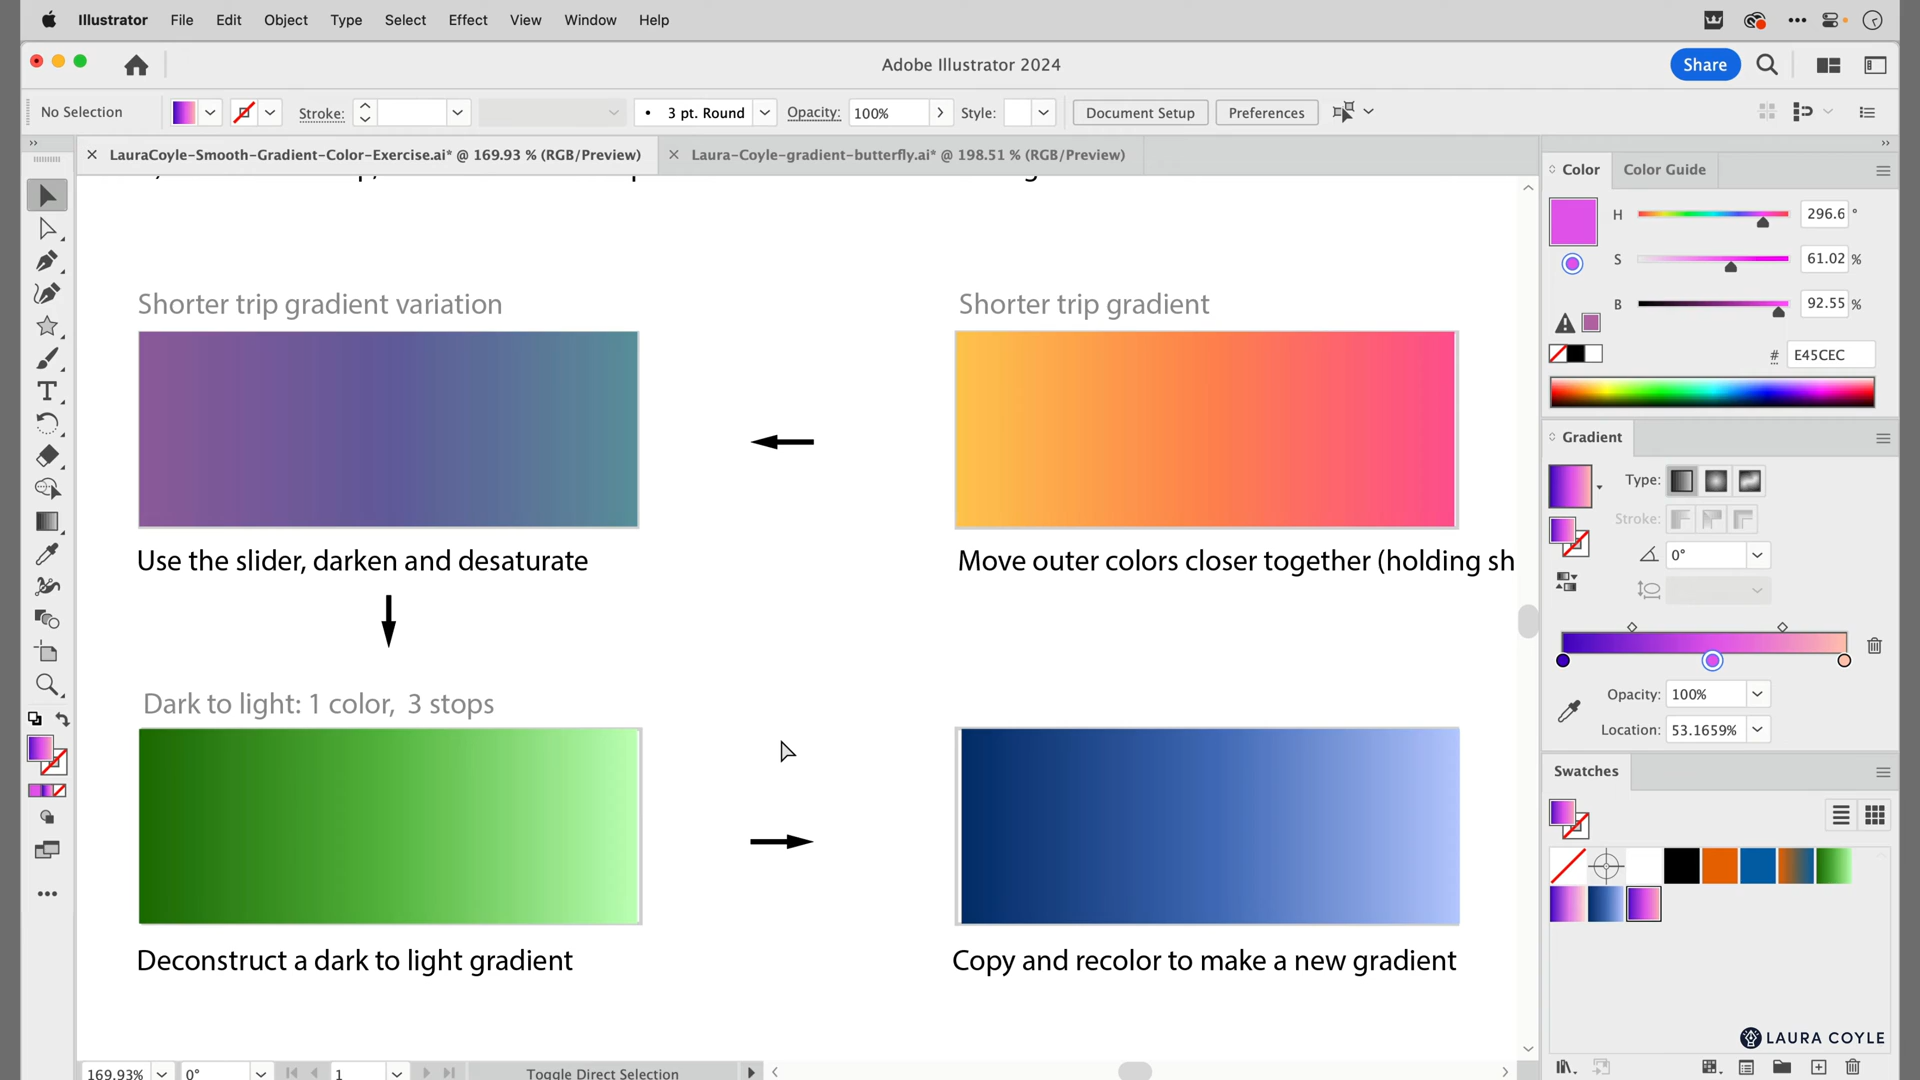 Illustrator File Edit Object Type Select Effect View Window Help
Adobe Illustrator 2024
Share
No Selection
Stroke:
3 pt. Round
Opacity: 100%
Style:
Document Setup
Preferences
LauraCoyle-Smooth-Gradient-Color-Exercise.ai* @ 169.93 % (RGB/Preview)
Laura-Coyle-gradient-butterfly.ai* @ 198.51 % (RGB/Preview)
Color
Color Guide
H 296.6 °
S 61.02 %
B 92.55 %
# E45CEC
Shorter trip gradient variation
Shorter trip gradient
Use the slider, darken and desaturate
Move outer colors closer together (holding sh
Dark to light: 1 color, 3 stops
Deconstruct a dark to light gradient
Copy and recolor to make a new gradient
Gradient
Type:
Stroke:
0°
Opacity: 100%
Location: 53.1659%
Swatches
LAURA COYLE
169.93%
0°
1
Toggle Direct Selection